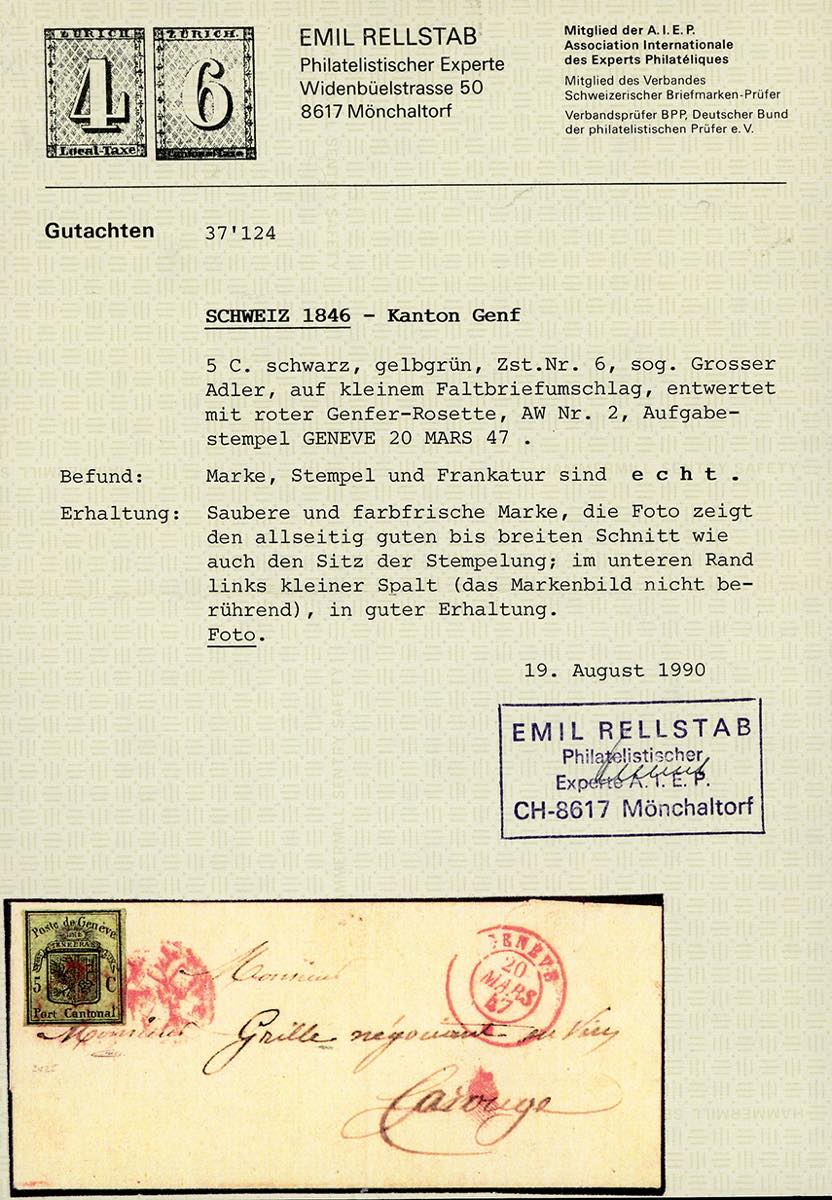 ZÜRICH.
4
Local-Taxe
ZÜRICH.
6
Cantonal-Taxe
EMIL RELLSTAB
Philatelistischer Experte
Widenbüelstrasse 50
8617 Mönchaltorf
Mitglied der A.I.E.P.
Association Internationale
des Experts Philatéliques
Mitglied des Verbandes
Schweizerischer Briefmarken-Prüfer
Verbandsprüfer BPP, Deutscher Bund
der philatelistischen Prüfer e.V.
Gutachten 37'124
SCHWEIZ 1846 - Kanton Genf
5 C. schwarz, gelbgrün, Zst.Nr. 6, sog. Grosser
Adler, auf kleinem Faltbriefumschlag, entwertet
mit roter Genfer-Rosette, AW Nr. 2, Aufgabe-
stempel GENEVE 20 MARS 47 .
Befund: Marke, Stempel und Frankatur sind e c h t .
Erhaltung: Saubere und farbfrische Marke, die Foto zeigt
den allseitig guten bis breiten Schnitt wie
auch den Sitz der Stempelung; im unteren Rand
links kleiner Spalt (das Markenbild nicht be-
rührend), in guter Erhaltung.
Foto.
19. August 1990
EMIL RELLSTAB
Philatelistischer
Experte A. I. E. P.
CH-8617 Mönchaltorf
Poste de Genève
5 C
Port Cantonal
GENEVE
20
MARS
47
Monsieur
Monsieur Grille négociant en Vins
Carouge